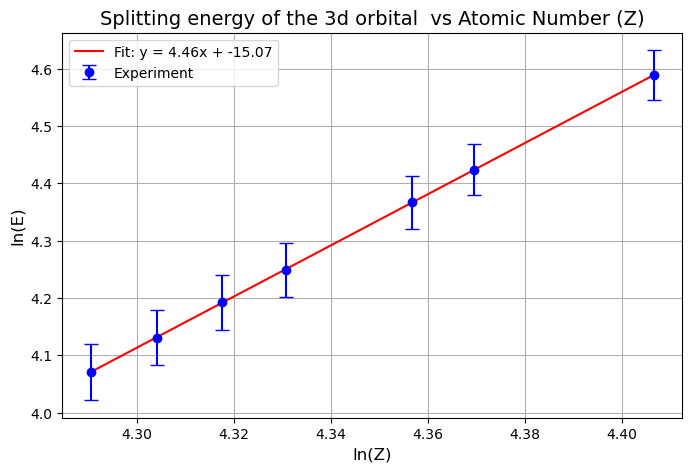 Splitting energy of the 3d orbital  vs Atomic Number (Z)
Fit: y = 4.46x + -15.07
Experiment
4.6
4.5
4.4
4.3
4.2
4.1
4.0
ln(E)
4.30 4.32 4.34 4.36 4.38 4.40
ln(Z)